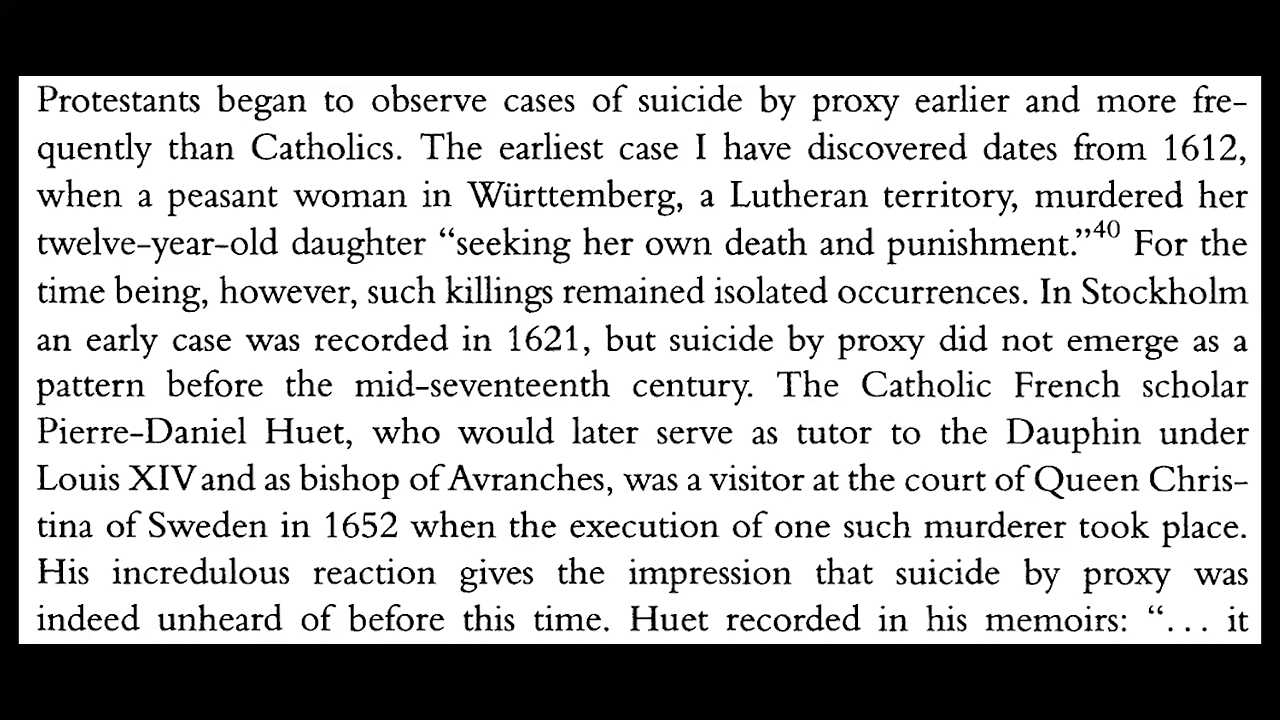 Protestants began to observe cases of suicide by proxy earlier and more fre-
quently than Catholics. The earliest case I have discovered dates from 1612,
when a peasant woman in Württemberg, a Lutheran territory, murdered her
twelve-year-old daughter “seeking her own death and punishment.”40 For the
time being, however, such killings remained isolated occurrences. In Stockholm
an early case was recorded in 1621, but suicide by proxy did not emerge as a
pattern before the mid-seventeenth century. The Catholic French scholar
Pierre-Daniel Huet, who would later serve as tutor to the Dauphin under
Louis XIV and as bishop of Avranches, was a visitor at the court of Queen Chris-
tina of Sweden in 1652 when the execution of one such murderer took place.
His incredulous reaction gives the impression that suicide by proxy was
indeed unheard of before this time. Huet recorded in his memoirs: “... it